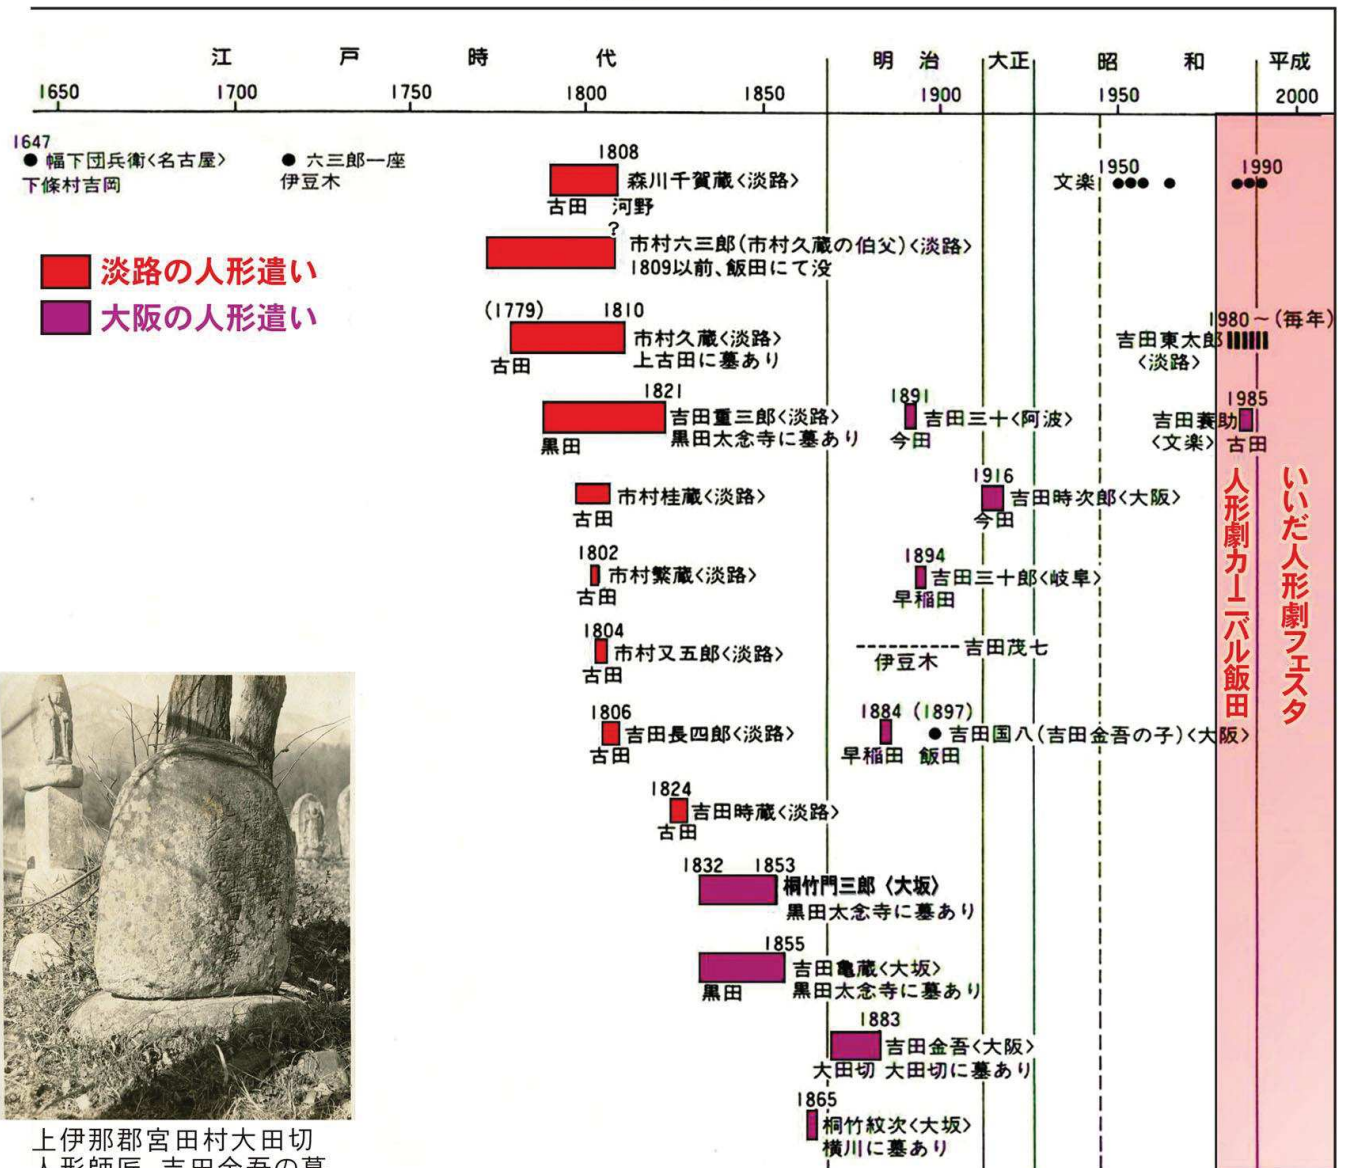 江戸時代 明治 大正 昭和 平成
1650 1700 1750 1800 1850 1900 1950 2000
1647
幅下団兵衛<名古屋>
下條村吉岡
六三郎一座
伊豆木
1808
森川千賀蔵<淡路>
古田 河野
?
市村六三郎(市村久蔵の伯父)<淡路>
1809以前、飯田にて没
文楽
1950
1990
淡路の人形遣い
大阪の人形遣い
(1779) 1810
市村久蔵<淡路>
古田 上古田に墓あり
1980~(毎年)
吉田東太郎
<淡路>
1821
吉田重三郎<淡路>
黒田 黒田太念寺に墓あり
1891
吉田三十<阿波>
今田
1985
吉田蓑助
<文楽> 古田
市村桂蔵<淡路>
古田
1916
吉田時次郎<大阪>
今田
1802
市村繁蔵<淡路>
古田
1894
吉田三十郎<岐阜>
早稲田
1804
市村又五郎<淡路>
古田
吉田茂七
伊豆木
1806
吉田長四郎<淡路>
古田
1884 (1897)
吉田国八(吉田金吾の子)<大阪>
早稲田 飯田
人形劇カーニバル飯田
いいだ人形劇フェスタ
1824
吉田時蔵<淡路>
古田
1832 1853
桐竹門三郎〈大坂〉
黒田太念寺に墓あり
1855
吉田亀蔵<大坂>
黒田 黒田太念寺に墓あり
1883
吉田金吾<大阪>
大田切 大田切に墓あり
1865
桐竹紋次<大坂>
横川に墓あり
上伊那郡宮田村大田切
人形師匠 吉田金吾の墓